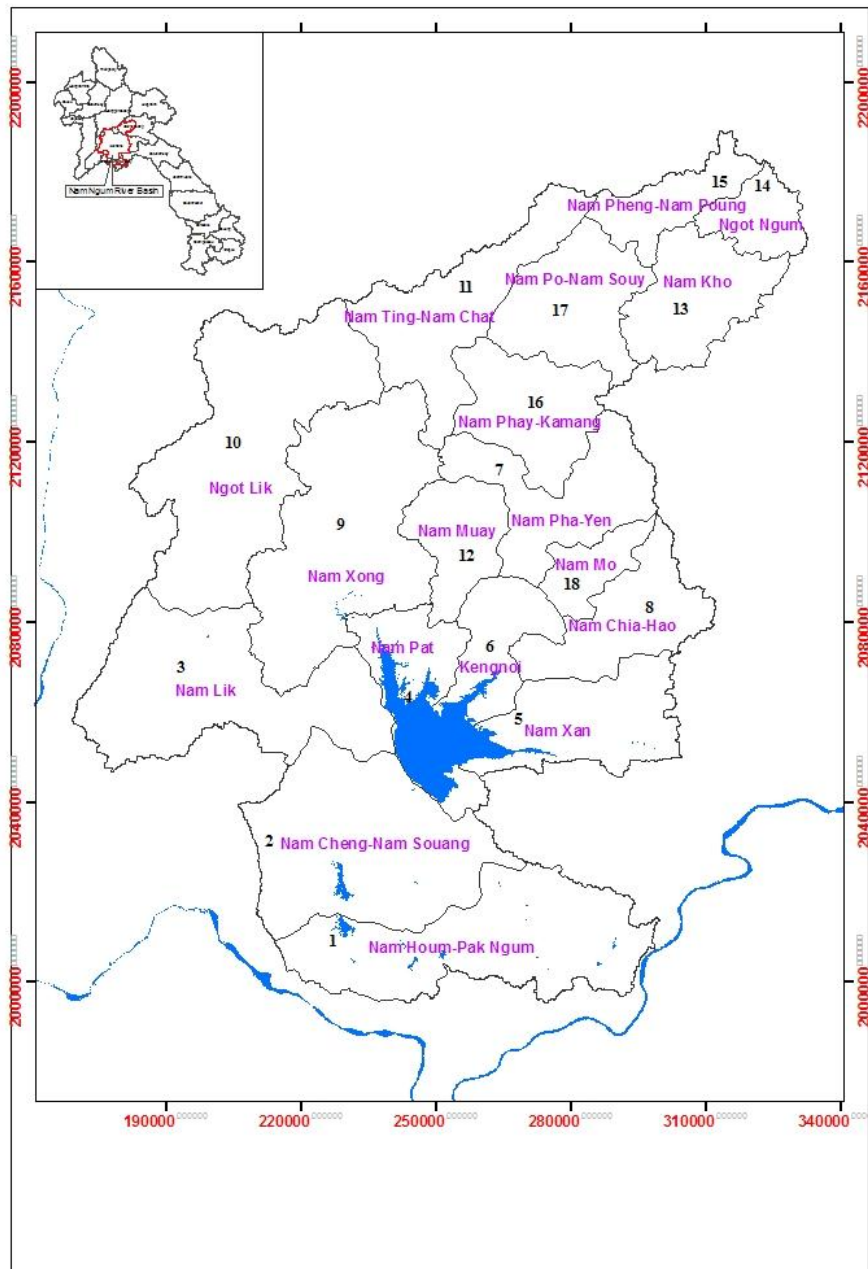 Nam Ngum River Basin
2200000
2200000
15
14
Nam Pheng-Nam Poung
Ngot Ngum
2160000
2160000
11
Nam Po-Nam Souy
Nam Kho
17
13
Nam Ting-Nam Chat
16
Nam Phay-Kamang
2120000
2120000
10
7
Ngot Lik
9
Nam Muay
Nam Pha-Yen
12
Nam Mo
Nam Xong
18
8
2080000
2080000
Nam Chia-Hao
Nam Pat
6
3
Kengnoi
Nam Lik
4
5
Nam Xan
2040000
2040000
2
Nam Cheng-Nam Souang
1
Nam Houm-Pak Ngum
2000000
2000000
190000
220000
250000
280000
310000
340000